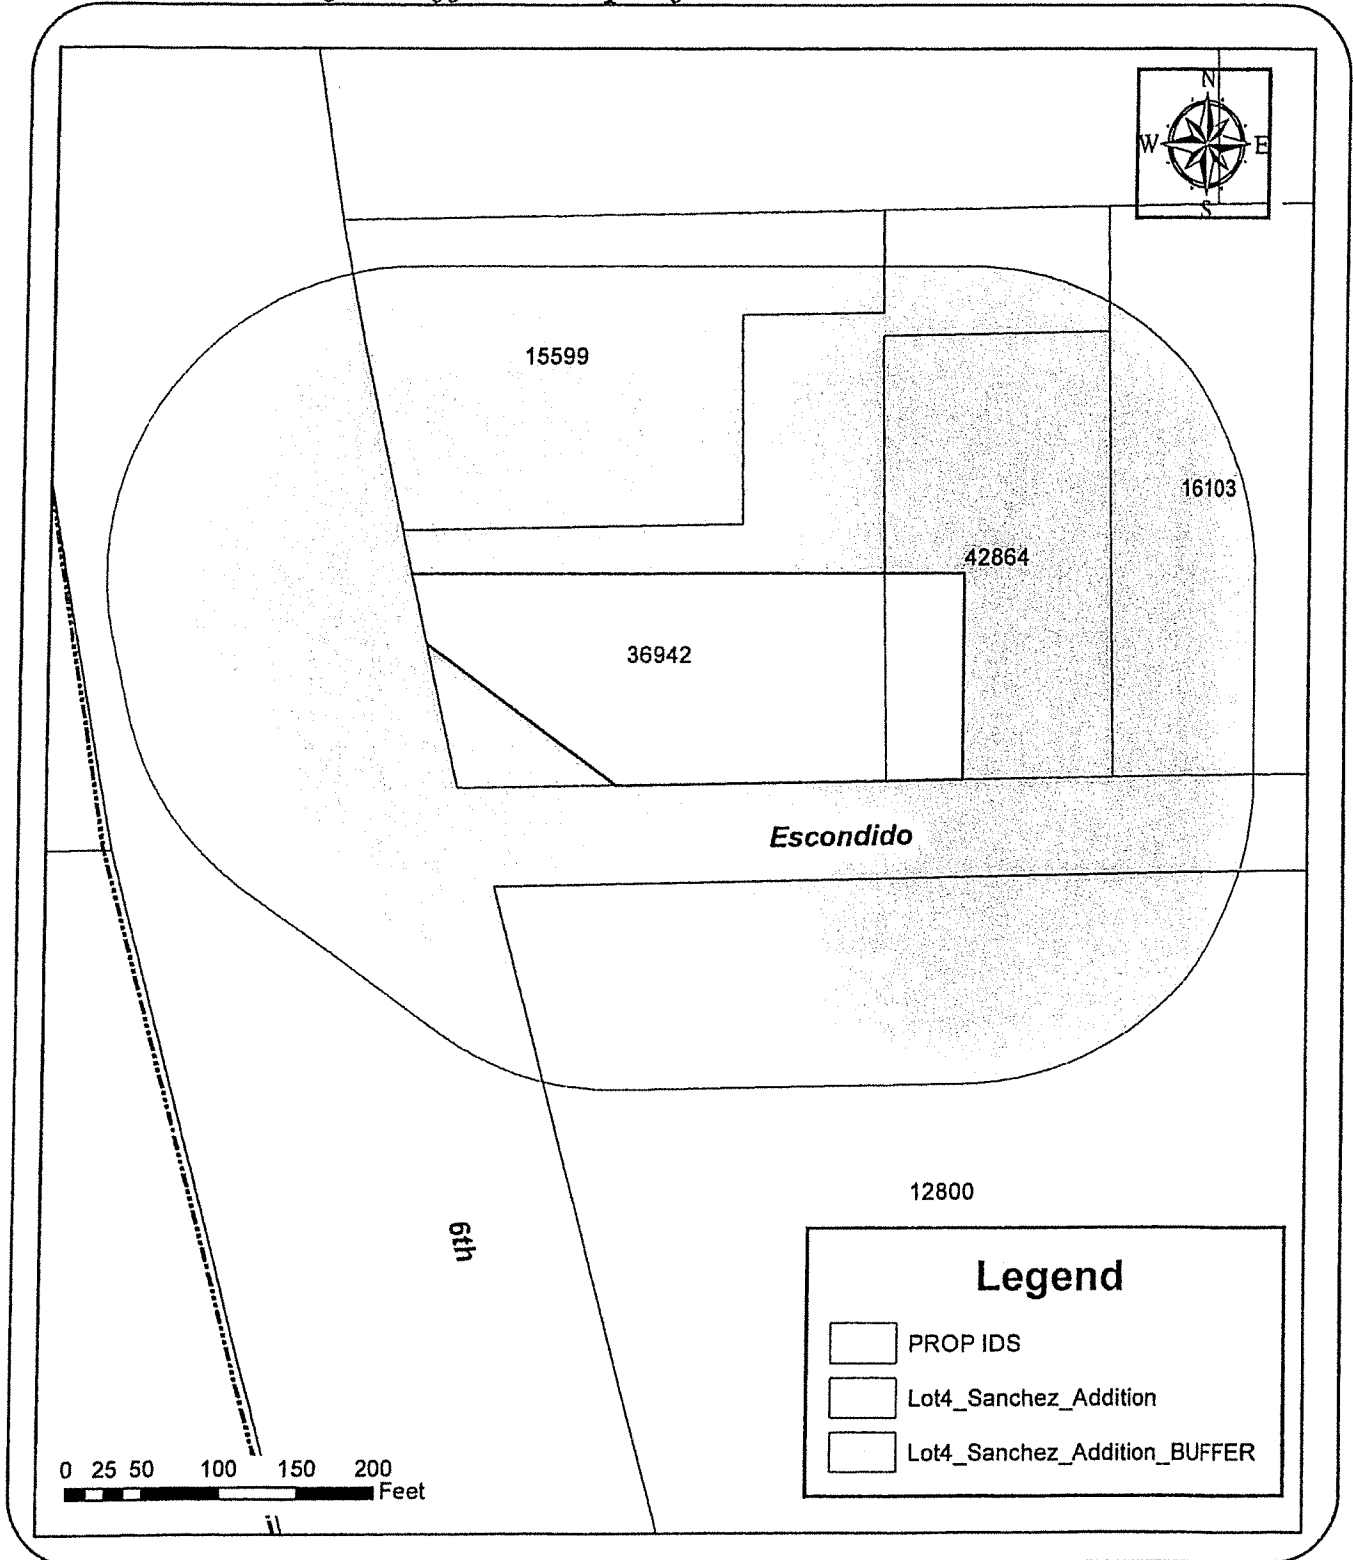 N
W E
S
15599
16103
42864
36942
Escondido
12800
6th
Legend
PROP IDS
Lot4_Sanchez_Addition
Lot4_Sanchez_Addition_BUFFER
0 25 50 100 150 200
Feet